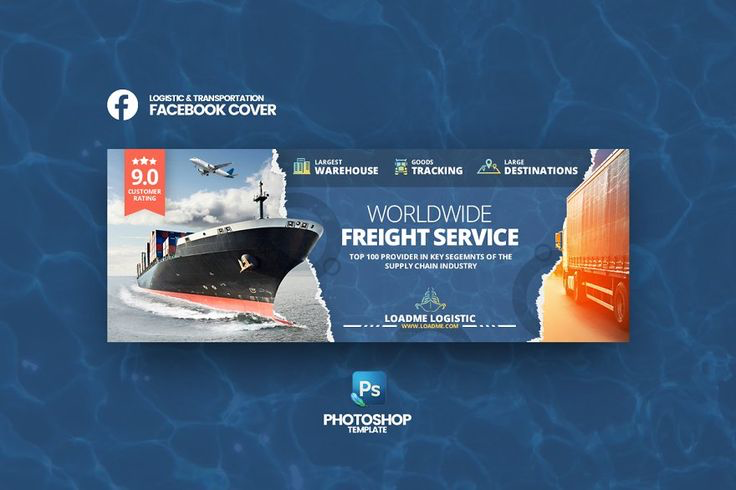 LOGISTIC & TRANSPORTATION
FACEBOOK COVER
9.0
CUSTOMER
RATING
LARGEST
WAREHOUSE
GOODS
TRACKING
LARGE
DESTINATIONS
WORLDWIDE
FREIGHT SERVICE
TOP 100 PROVIDER IN KEY SEGEMNTS OF THE
SUPPLY CHAIN INDUSTRY
LOADME LOGISTIC
WWW.LOADME.COM
Ps
PHOTOSHOP
TEMPLATE